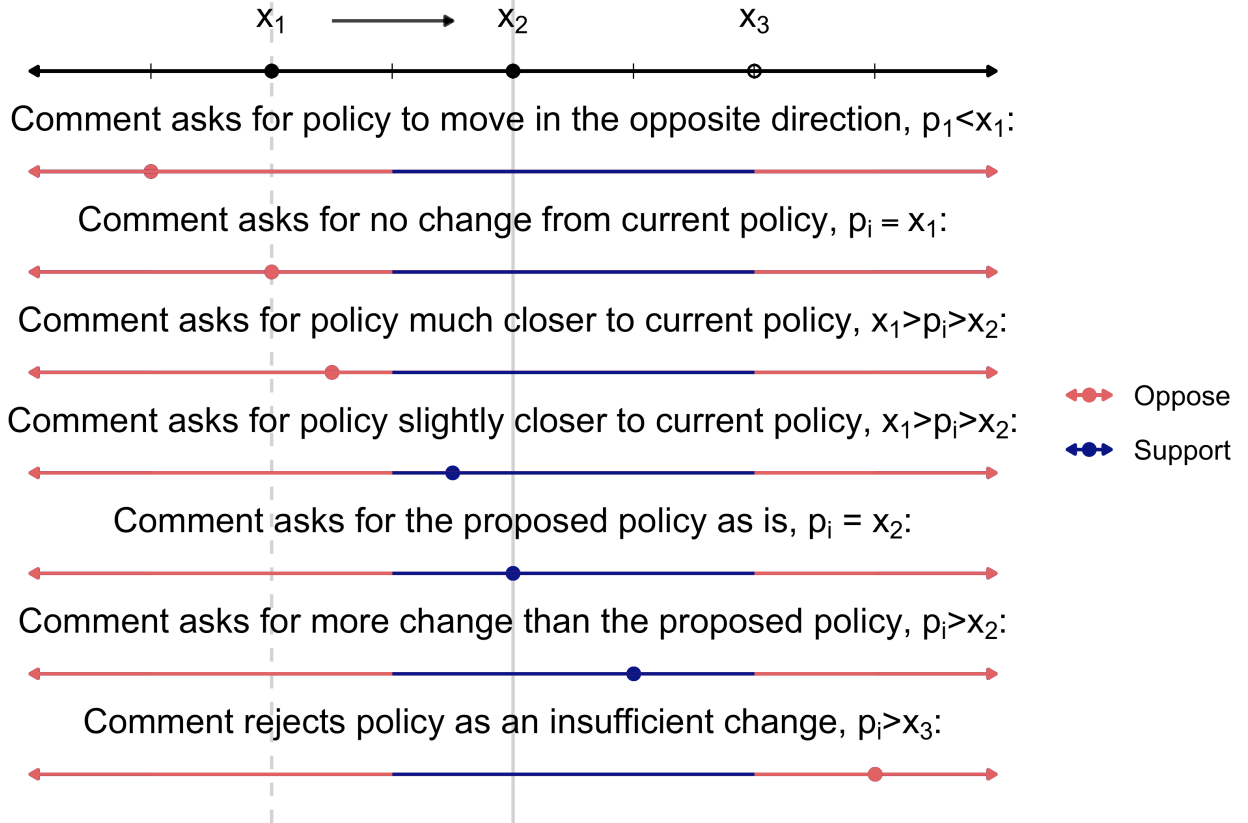 x₁ x₂ x₃
Comment asks for policy to move in the opposite direction, p₁<x₁:
Comment asks for no change from current policy, pᵢ = x₁:
Comment asks for policy much closer to current policy, x₁>pᵢ>x₂:
Comment asks for policy slightly closer to current policy, x₁>pᵢ>x₂:
Comment asks for the proposed policy as is, pᵢ = x₂:
Comment asks for more change than the proposed policy, pᵢ>x₂:
Comment rejects policy as an insufficient change, pᵢ>x₃:
Oppose
Support